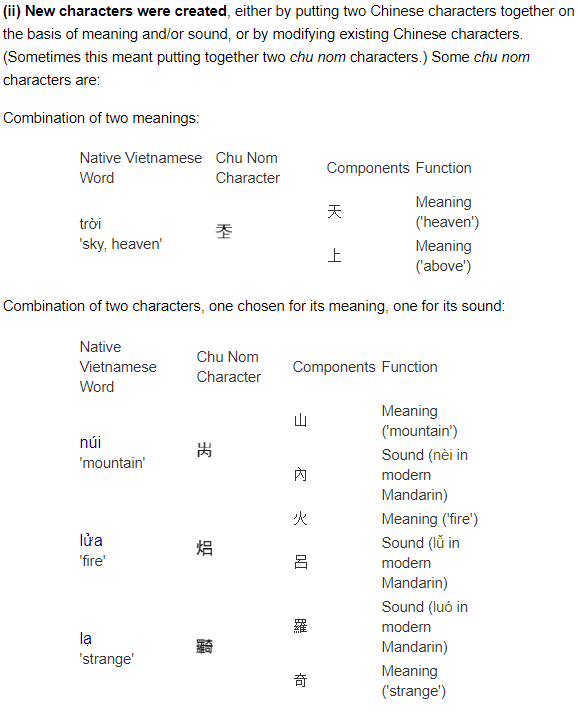 (ii) New characters were created, either by putting two Chinese characters together on
the basis of meaning and/or sound, or by modifying existing Chinese characters.
(Sometimes this meant putting together two chu nom characters.) Some chu nom
characters are:
Combination of two meanings:
Native Vietnamese Word Chu Nom Character Components Function
trời 'sky, heaven' 𡗶 天 Meaning ('heaven')
上 Meaning ('above')
Combination of two characters, one chosen for its meaning, one for its sound:
Native Vietnamese Word Chu Nom Character Components Function
núi 'mountain' 𡶀 山 Meaning ('mountain')
內 Sound (nèi in modern Mandarin)
lửa 'fire' 焒 火 Meaning ('fire')
呂 Sound (lǚ in modern Mandarin)
lạ 'strange' 羅 Sound (luó in modern Mandarin)
奇 Meaning ('strange')